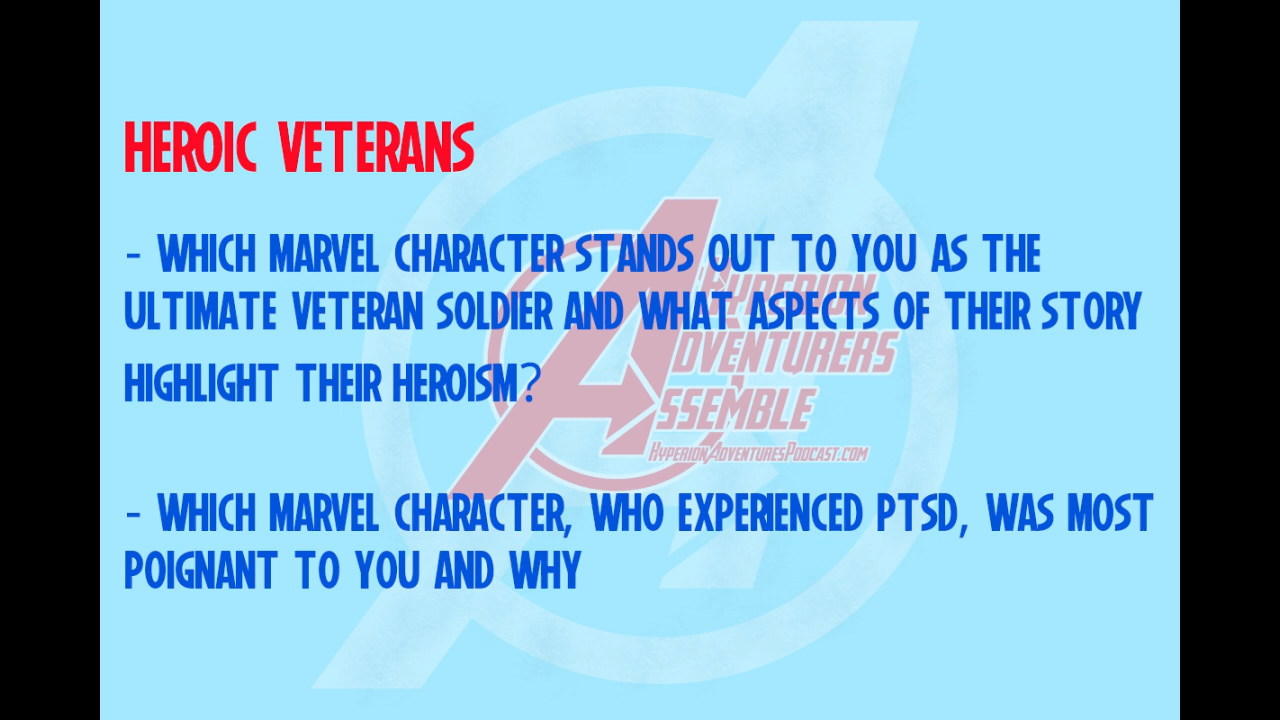 HEROIC VETERANS
- WHICH MARVEL CHARACTER STANDS OUT TO YOU AS THE
ULTIMATE VETERAN SOLDIER AND WHAT ASPECTS OF THEIR STORY
HIGHLIGHT THEIR HEROISM?
HYPERION
ADVENTURERS
ASSEMBLE
HYPERIONADVENTURESPODCAST.COM
- WHICH MARVEL CHARACTER, WHO EXPERIENCED PTSD, WAS MOST
POIGNANT TO YOU AND WHY